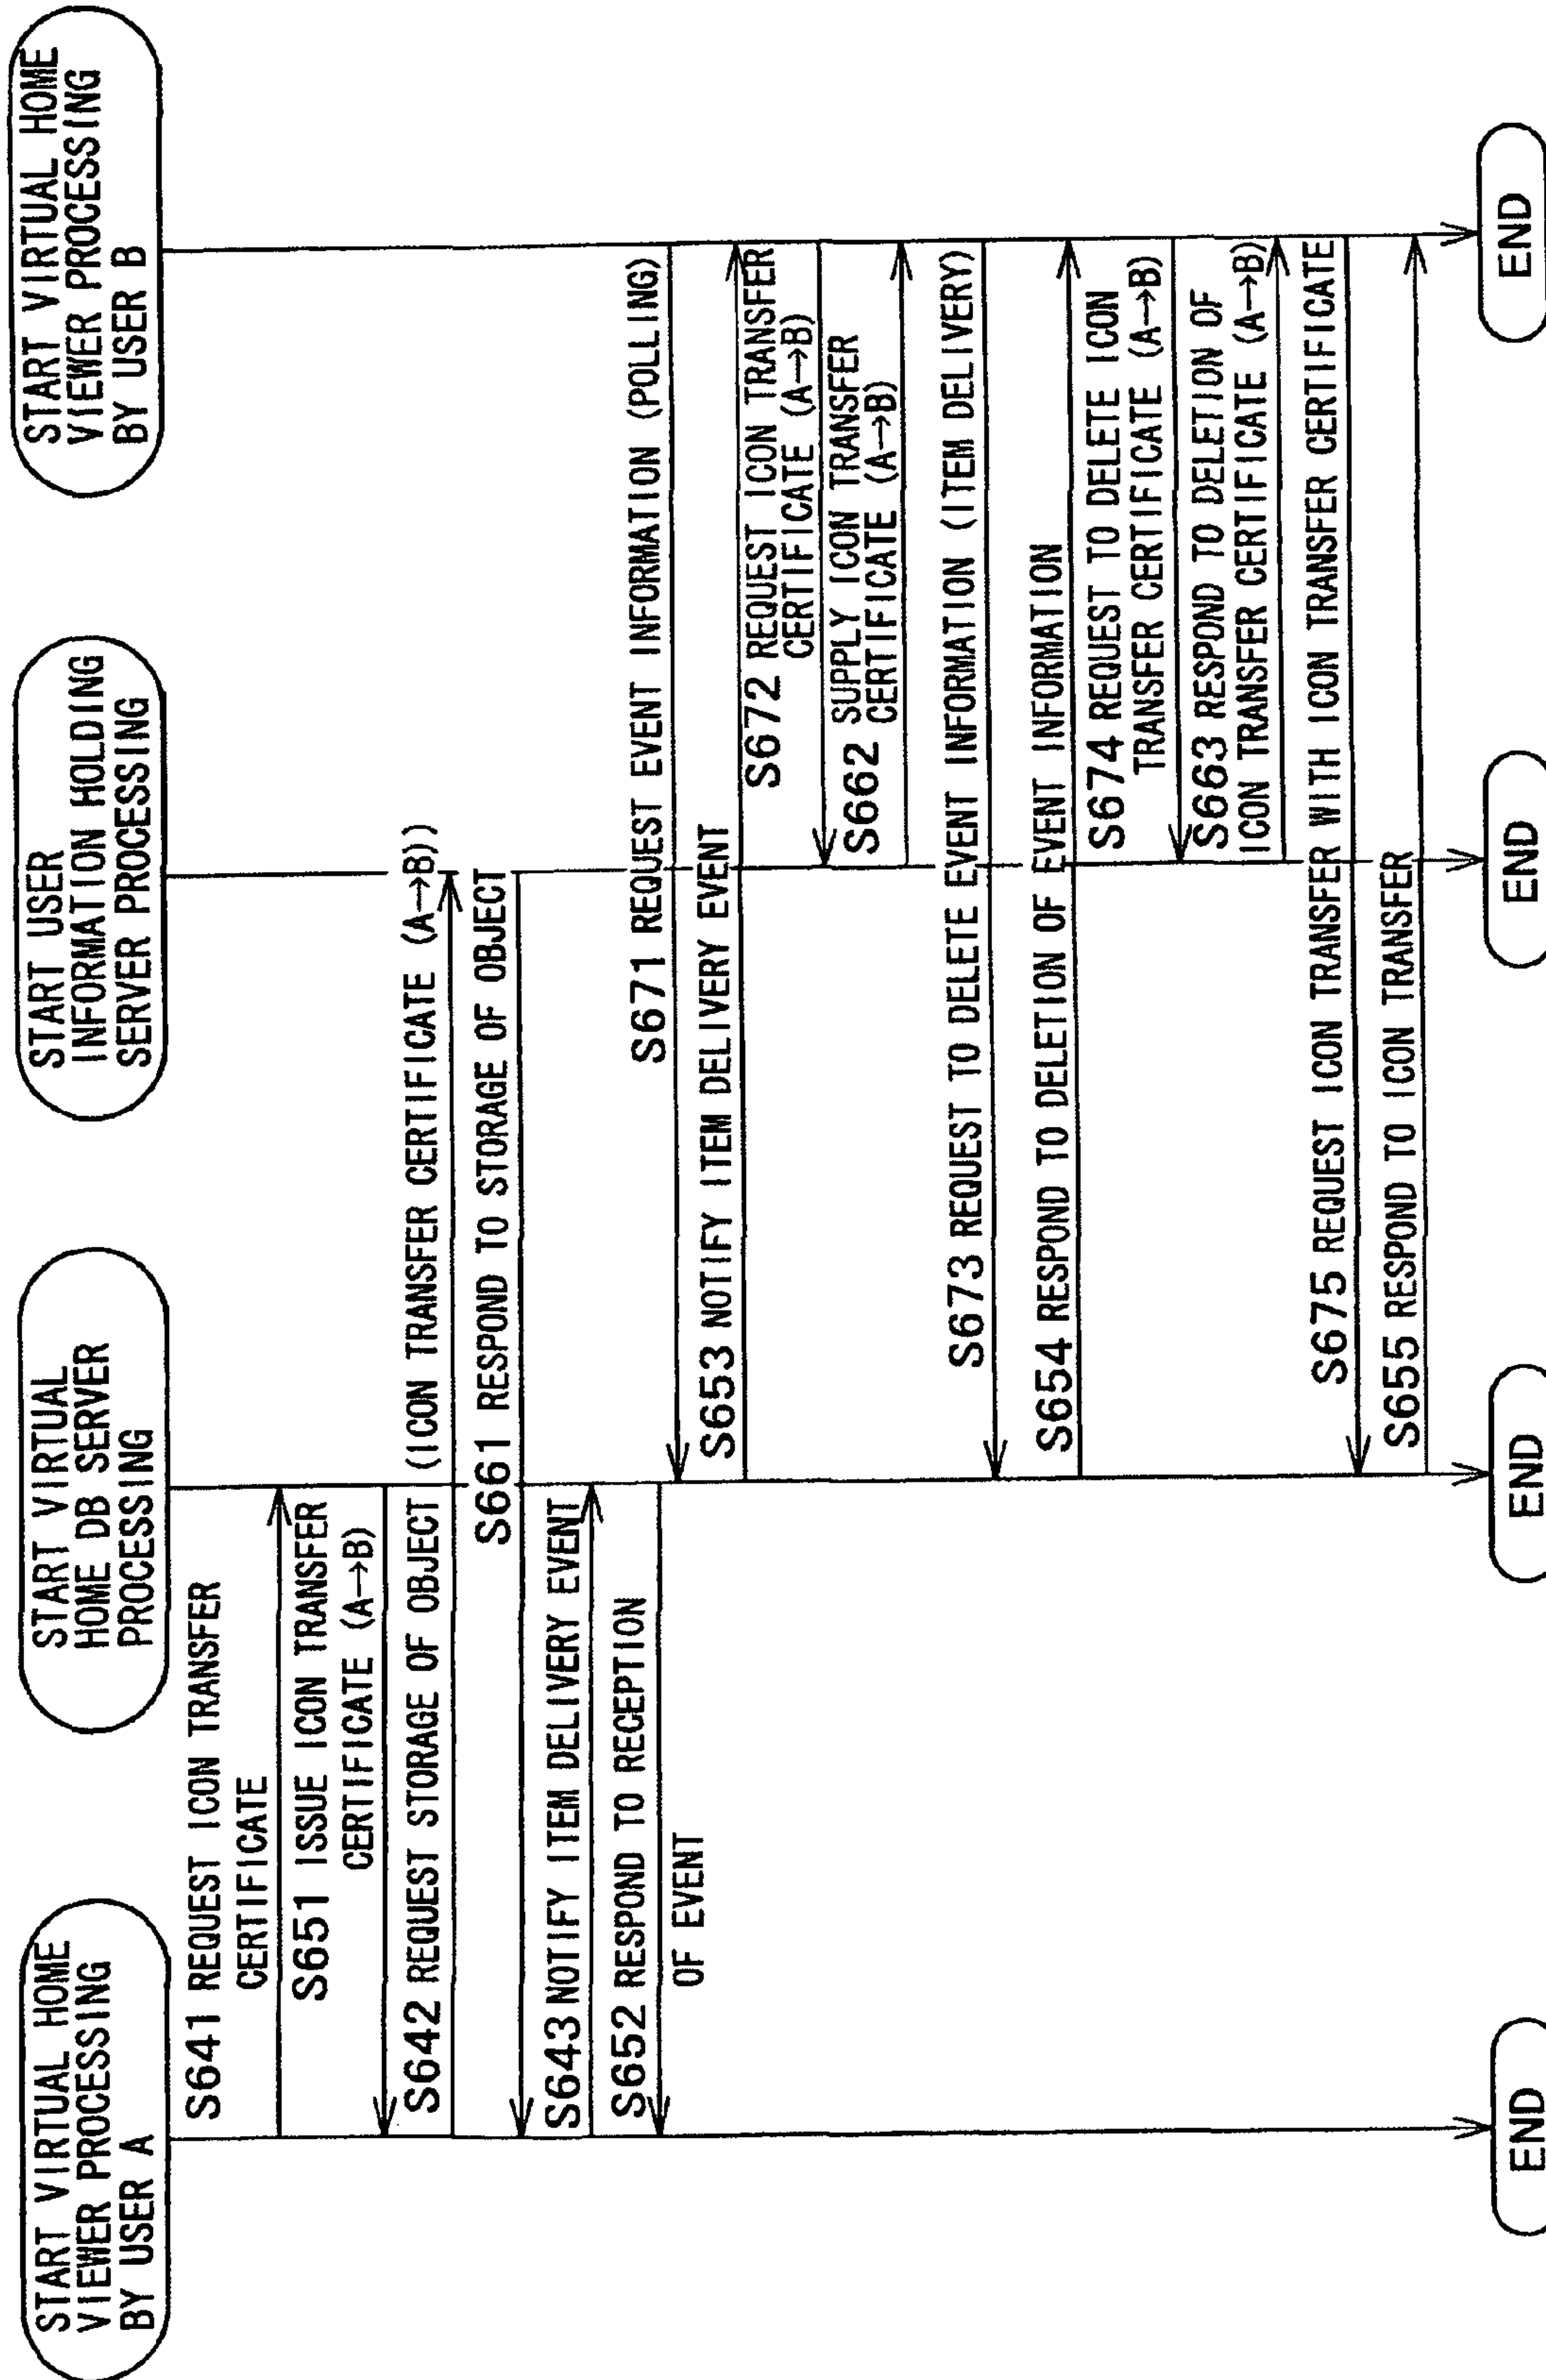 START VIRTUAL HOME
VIEWER PROCESSING
BY USER A
START VIRTUAL
HOME DB SERVER
PROCESSING
START USER
INFORMATION HOLDING
SERVER PROCESSING
START VIRTUAL HOME
VIEWER PROCESSING
BY USER B
S641 REQUEST ICON TRANSFER
CERTIFICATE
S651 ISSUE ICON TRANSFER
CERTIFICATE (A→B)
S642 REQUEST STORAGE OF OBJECT (ICON TRANSFER CERTIFICATE (A→B))
S661 RESPOND TO STORAGE OF OBJECT
S643 NOTIFY ITEM DELIVERY EVENT
S652 RESPOND TO RECEPTION
OF EVENT
S671 REQUEST EVENT INFORMATION (POLLING)
S653 NOTIFY ITEM DELIVERY EVENT
S672 REQUEST ICON TRANSFER
CERTIFICATE (A→B)
S662 SUPPLY ICON TRANSFER
CERTIFICATE (A→B)
S673 REQUEST TO DELETE EVENT INFORMATION (ITEM DELIVERY)
S654 RESPOND TO DELETION OF EVENT INFORMATION
S674 REQUEST TO DELETE ICON
TRANSFER CERTIFICATE (A→B)
S663 RESPOND TO DELETION OF
ICON TRANSFER CERTIFICATE (A→B)
S675 REQUEST ICON TRANSFER WITH ICON TRANSFER CERTIFICATE
S655 RESPOND TO ICON TRANSFER
END
END
END
END